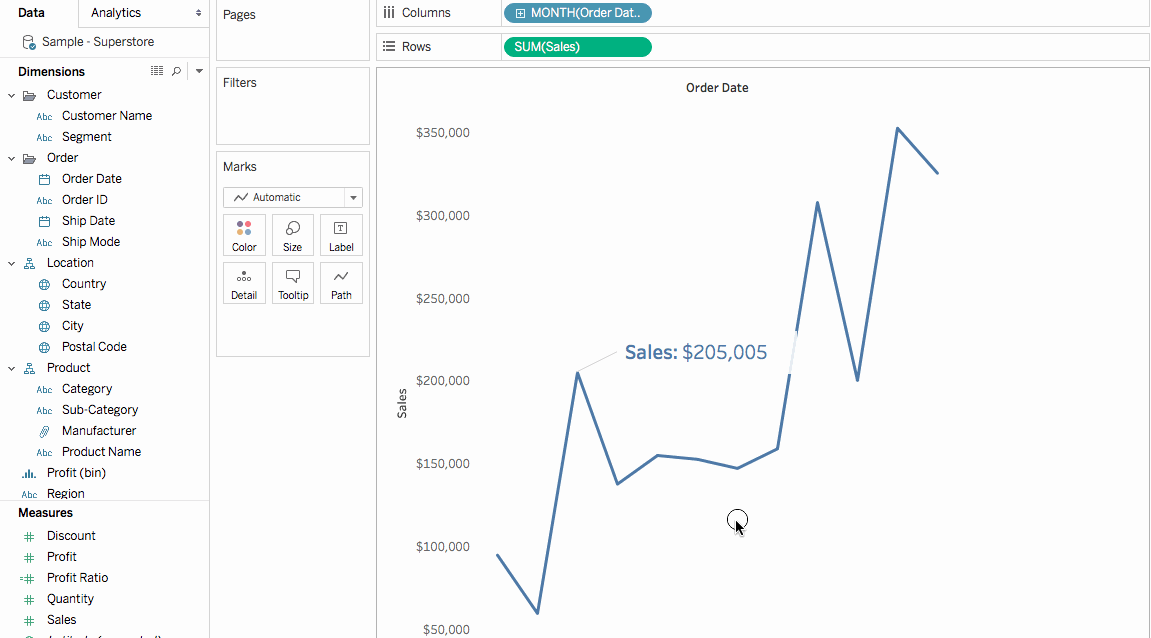 Data
Analytics
Sample - Superstore
Dimensions
Customer
Abc Customer Name
Abc Segment
Order
Order Date
Abc Order ID
Ship Date
Abc Ship Mode
Location
Country
State
City
Postal Code
Product
Abc Category
Abc Sub-Category
Manufacturer
Abc Product Name
Profit (bin)
Abc Region
Measures
# Discount
# Profit
=# Profit Ratio
# Quantity
# Sales
Pages
Filters
Marks
Automatic
Color Size Label
Detail Tooltip Path
Columns
MONTH(Order Dat..
Rows
SUM(Sales)
Order Date
$350,000
$300,000
$250,000
$200,000
$150,000
$100,000
$50,000
Sales
Sales: $205,005